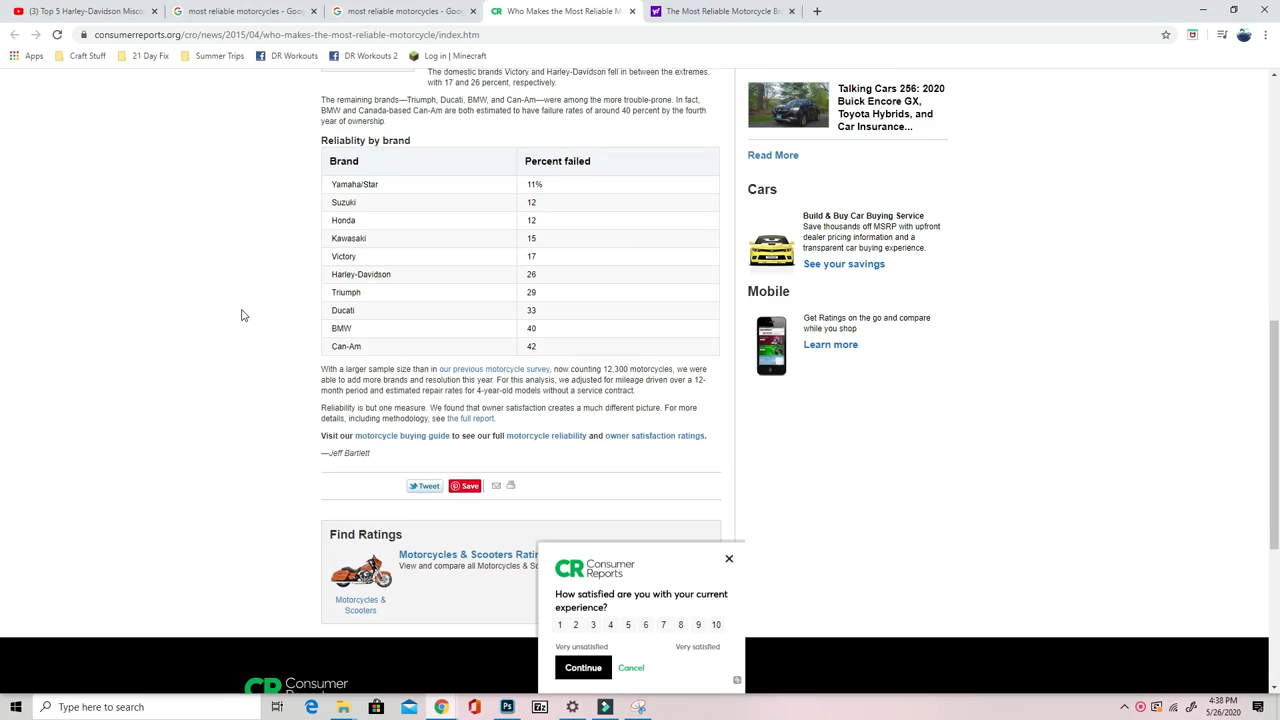 (3) Top 5 Harley-Davidson Misco
most reliable motorcycles - Goog
most reliable motorcycles - Goog
Who Makes the Most Reliable M
The Most Reliable Motorcycle Br
consumerreports.org/cro/news/2015/04/who-makes-the-most-reliable-motorcycle/index.htm
Apps
Craft Stuff
21 Day Fix
Summer Trips
DR Workouts
DR Workouts 2
Log in | Minecraft
The domestic brands Victory and Harley-Davidson fell in between the extremes,
with 17 and 26 percent, respectively.
The remaining brands—Triumph, Ducati, BMW, and Can-Am—were among the more trouble-prone. In fact,
BMW and Canada-based Can-Am are both estimated to have failure rates of around 40 percent by the fourth
year of ownership.
Reliablity by brand
Brand Percent failed
Yamaha/Star 11%
Suzuki 12
Honda 12
Kawasaki 15
Victory 17
Harley-Davidson 26
Triumph 29
Ducati 33
BMW 40
Can-Am 42
With a larger sample size than in our previous motorcycle survey, now counting 12,300 motorcycles, we were
able to add more brands and resolution this year. For this analysis, we adjusted for mileage driven over a 12-
month period and estimated repair rates for 4-year-old models without a service contract.
Reliability is but one measure. We found that owner satisfaction creates a much different picture. For more
details, including methodology, see the full report.
Visit our motorcycle buying guide to see our full motorcycle reliability and owner satisfaction ratings.
—Jeff Bartlett
Tweet
Save
Find Ratings
Motorcycles & Scooters Ratin
View and compare all Motorcycles & Sc
Motorcycles &
Scooters
Talking Cars 256: 2020
Buick Encore GX,
Toyota Hybrids, and
Car Insurance...
Read More
Cars
Build & Buy Car Buying Service
Save thousands off MSRP with upfront
dealer pricing information and a
transparent car buying experience.
See your savings
Mobile
Get Ratings on the go and compare
while you shop
Learn more
CR Consumer
Reports
How satisfied are you with your current
experience?
1 2 3 4 5 6 7 8 9 10
Very unsatisfied Very satisfied
Continue Cancel
CR Consumer
Reports
Type here to search
4:38 PM
5/26/2020